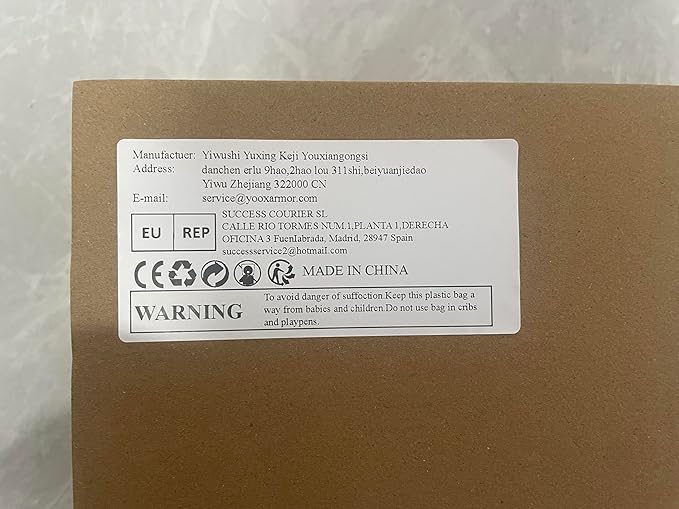 Manufactuer: Yiwushi Yuxing Keji Youxiangongsi
Address: danchen erlu 9hao,2hao lou 311shi,beiyuanjiedao
Yiwu Zhejiang 322000 CN
E-mail: service@yooxarmor.com
EU REP
SUCCESS COURIER SL
CALLE RIO TORMES NUM.1,PLANTA 1,DERECHA
OFICINA 3 FuenIabrada, Madrid, 28947 Spain
successservice2@hotmaiI.com
CE MADE IN CHINA
WARNING
To avoid danger of suffoction.Keep this plastic bag a
way from babies and children.Do not use bag in cribs
and playpens.